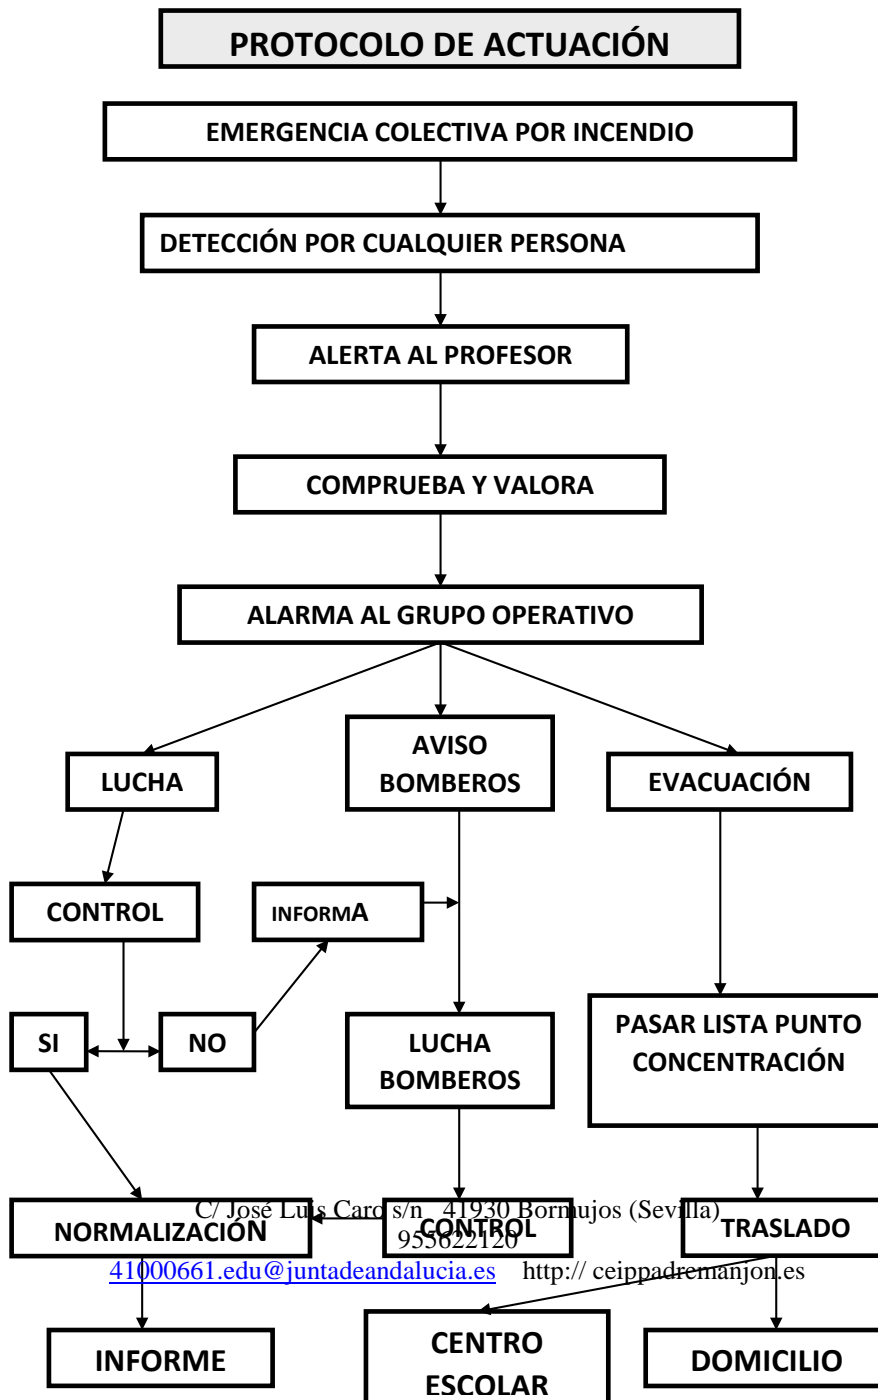 PROTOCOLO DE ACTUACIÓN
EMERGENCIA COLECTIVA POR INCENDIO
DETECCIÓN POR CUALQUIER PERSONA
ALERTA AL PROFESOR
COMPRUEBA Y VALORA
ALARMA AL GRUPO OPERATIVO
LUCHA
AVISO
BOMBEROS
EVACUACIÓN
CONTROL
INFORMA
SI
NO
LUCHA
BOMBEROS
PASAR LISTA PUNTO
CONCENTRACIÓN
NORMALIZACIÓN
CONTROL
TRASLADO
C/ José Luis Caro s/n 41930 Bormujos (Sevilla)
955622120
41000661.edu@juntadeandalucia.es http:// ceippadremanjon.es
INFORME
CENTRO
ESCOLAR
DOMICILIO